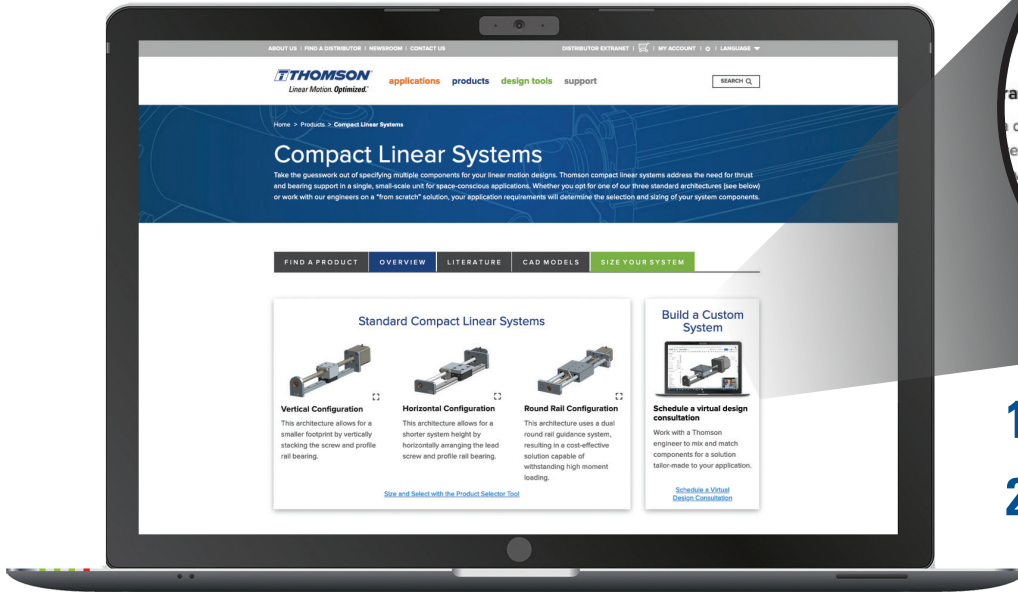 ABOUT US | FIND A DISTRIBUTOR | NEWSROOM | CONTACT US
DISTRIBUTOR EXTRANET | | MY ACCOUNT | | LANGUAGE
THOMSON
Linear Motion. Optimized.
applications products design tools support
SEARCH
Home > Products > Compact Linear Systems
Compact Linear Systems
Take the guesswork out of specifying multiple components for your linear motion designs. Thomson compact linear systems address the need for thrust
and bearing support in a single, small-scale unit for space-conscious applications. Whether you opt for one of our three standard architectures (see below)
or work with our engineers on a "from scratch" solution, your application requirements will determine the selection and sizing of your system components.
FIND A PRODUCT
OVERVIEW
LITERATURE
CAD MODELS
SIZE YOUR SYSTEM
Standard Compact Linear Systems
Vertical Configuration
This architecture allows for a
smaller footprint by vertically
stacking the screw and profile
rail bearing.
Horizontal Configuration
This architecture allows for a
shorter system height by
horizontally arranging the lead
screw and profile rail bearing.
Round Rail Configuration
This architecture uses a dual
round rail guidance system,
resulting in a cost-effective
solution capable of
withstanding high moment
loading.
Size and Select with the Product Selector Tool
Build a Custom
System
Schedule a virtual design
consultation
Work with a Thomson
engineer to mix and match
components for a solution
tailor-made to your application.
Schedule a Virtual
Design Consultation
1
2